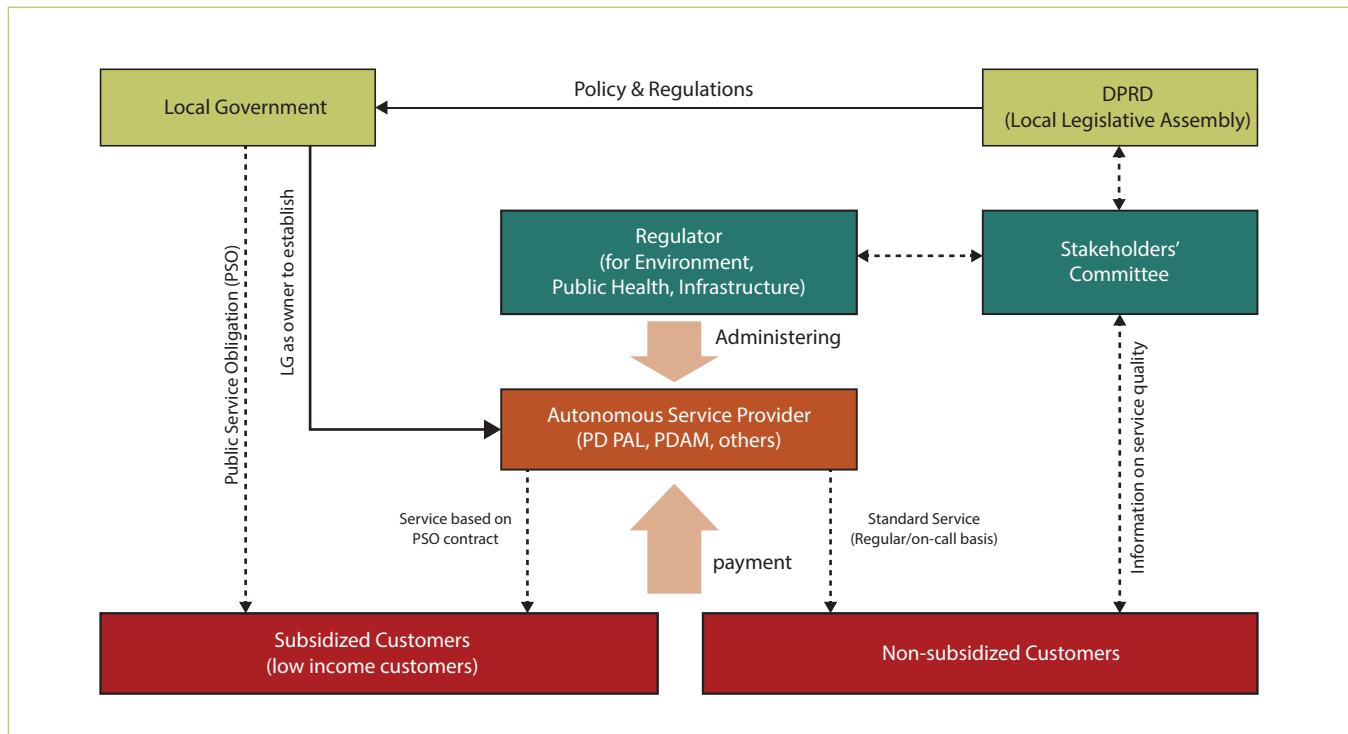 Local Government
Policy & Regulations
DPRD
(Local Legislative Assembly)
Public Service Obligation (PSO)
LG as owner to establish
Regulator
(for Environment,
Public Health, Infrastructure)
Stakeholders’
Committee
Administering
Autonomous Service Provider
(PD PAL, PDAM, others)
Information on service quality
Service based on
PSO contract
payment
Standard Service
(Regular/on-call basis)
Subsidized Customers
(low income customers)
Non-subsidized Customers